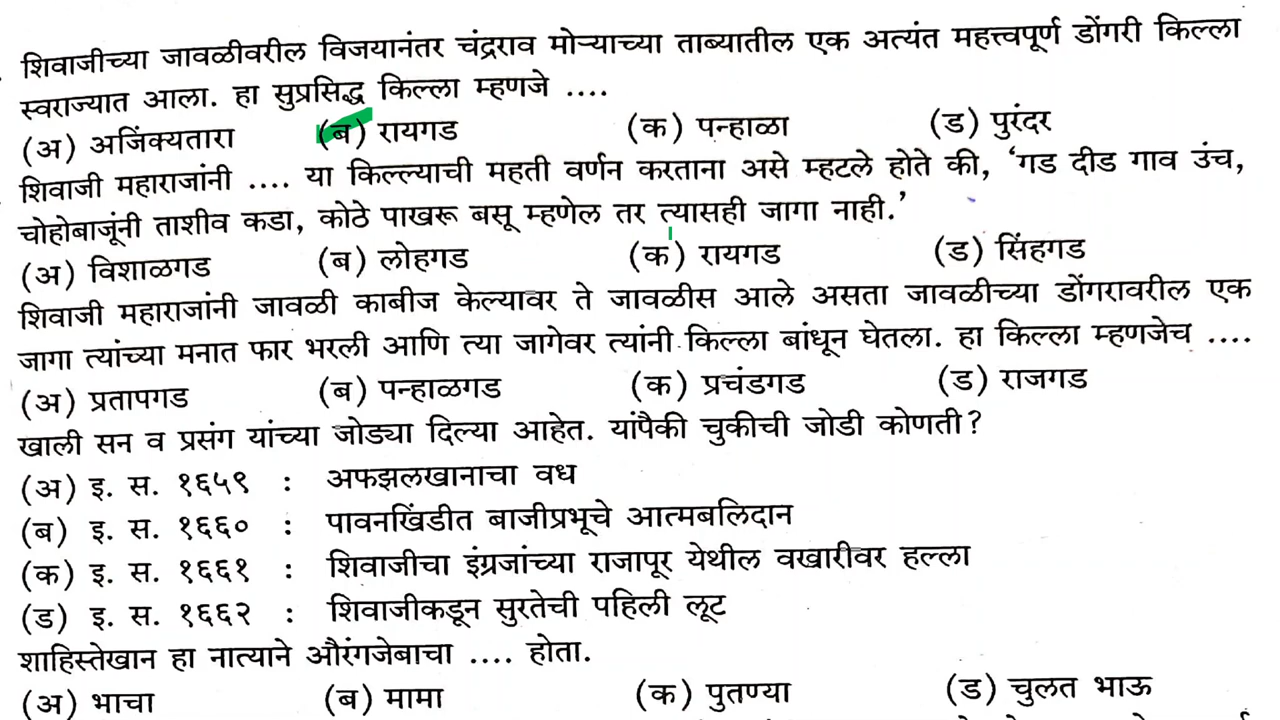 शिवाजीच्या जावळीवरील विजयानंतर चंद्रराव मोऱ्याच्या ताब्यातील एक अत्यंत महत्त्वपूर्ण डोंगरी किल्ला
स्वराज्यात आला. हा सुप्रसिद्ध किल्ला म्हणजे ....
(अ) अजिंक्यतारा (ब) रायगड (क) पन्हाळा (ड) पुरंदर
शिवाजी महाराजांनी .... या किल्ल्याची महती वर्णन करताना असे म्हटले होते की, ‘गड दीड गाव उंच,
चोहोबाजूंनी ताशीव कडा, कोठे पाखरू बसू म्हणेल तर त्यासही जागा नाही.’
(अ) विशाळगड (ब) लोहगड (क) रायगड (ड) सिंहगड
शिवाजी महाराजांनी जावळी काबीज केल्यावर ते जावळीस आले असता जावळीच्या डोंगरावरील एक
जागा त्यांच्या मनात फार भरली आणि त्या जागेवर त्यांनी किल्ला बांधून घेतला. हा किल्ला म्हणजेच ....
(अ) प्रतापगड (ब) पन्हाळगड (क) प्रचंडगड (ड) राजगड
खाली सन व प्रसंग यांच्या जोड्या दिल्या आहेत. यांपैकी चुकीची जोडी कोणती?
(अ) इ. स. १६५९ : अफझलखानाचा वध
(ब) इ. स. १६६० : पावनखिंडीत बाजीप्रभूचे आत्मबलिदान
(क) इ. स. १६६१ : शिवाजीचा इंग्रजांच्या राजापूर येथील वखारीवर हल्ला
(ड) इ. स. १६६२ : शिवाजीकडून सुरतेची पहिली लूट
शाहिस्तेखान हा नात्याने औरंगजेबाचा .... होता.
(अ) भाचा (ब) मामा (क) पुतण्या (ड) चुलत भाऊ